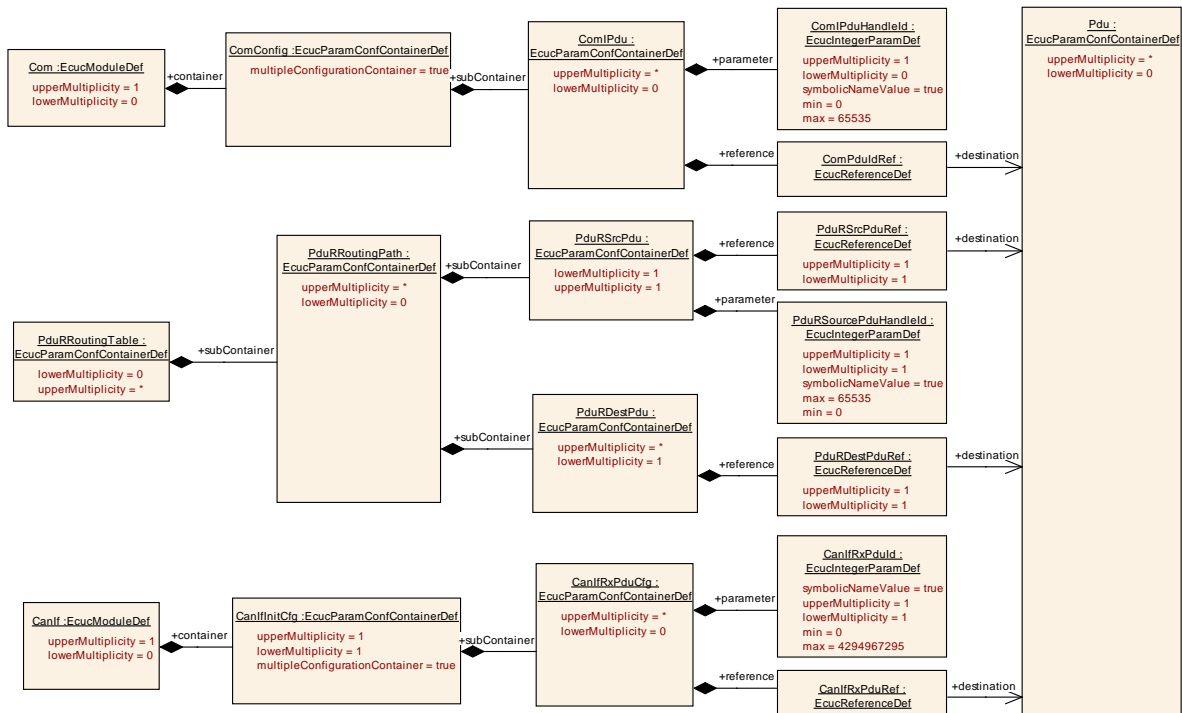 Com :EcucModuleDef
upperMultiplicity = 1
lowerMultiplicity = 0
+container
ComConfig :EcucParamConfContainerDef
multipleConfigurationContainer = true
+subContainer
ComIPdu :
EcucParamConfContainerDef
upperMultiplicity = *
lowerMultiplicity = 0
+parameter
ComIPduHandleId :
EcucIntegerParamDef
upperMultiplicity = 1
lowerMultiplicity = 0
symbolicNameValue = true
min = 0
max = 65535
+reference
ComPduIdRef :
EcucReferenceDef
+destination
Pdu :
EcucParamConfContainerDef
upperMultiplicity = *
lowerMultiplicity = 0
PduRRoutingTable :
EcucParamConfContainerDef
lowerMultiplicity = 0
upperMultiplicity = *
+subContainer
PduRRoutingPath :
EcucParamConfContainerDef
upperMultiplicity = *
lowerMultiplicity = 0
+subContainer
PduRSrcPdu :
EcucParamConfContainerDef
lowerMultiplicity = 1
upperMultiplicity = 1
+reference
PduRSrcPduRef :
EcucReferenceDef
upperMultiplicity = 1
lowerMultiplicity = 1
+destination
+parameter
PduRSourcePduHandleId :
EcucIntegerParamDef
upperMultiplicity = 1
lowerMultiplicity = 1
symbolicNameValue = true
max = 65535
min = 0
+subContainer
PduRDestPdu :
EcucParamConfContainerDef
upperMultiplicity = *
lowerMultiplicity = 1
+reference
PduRDestPduRef :
EcucReferenceDef
upperMultiplicity = 1
lowerMultiplicity = 1
+destination
CanIf :EcucModuleDef
upperMultiplicity = 1
lowerMultiplicity = 0
+container
CanIfInitCfg :EcucParamConfContainerDef
upperMultiplicity = 1
lowerMultiplicity = 1
multipleConfigurationContainer = true
+subContainer
CanIfRxPduCfg :
EcucParamConfContainerDef
upperMultiplicity = *
lowerMultiplicity = 0
+parameter
CanIfRxPduId :
EcucIntegerParamDef
symbolicNameValue = true
upperMultiplicity = 1
lowerMultiplicity = 1
min = 0
max = 4294967295
+reference
CanIfRxPduRef :
EcucReferenceDef
+destination